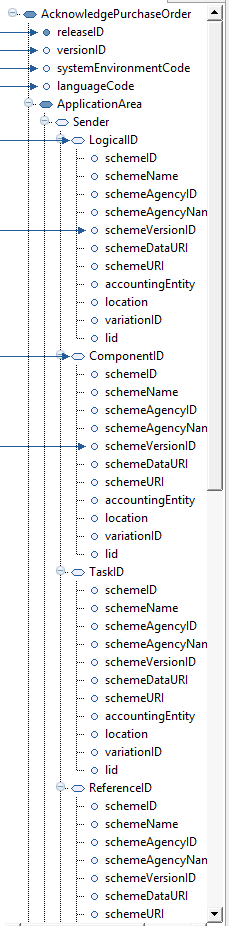 AcknowledgePurchaseOrder
releaseID
versionID
systemEnvironmentCode
languageCode
ApplicationArea
Sender
LogicalID
schemeID
schemeName
schemeAgencyID
schemeAgencyNan
schemeVersionID
schemeDataURI
schemeURI
accountingEntity
location
variationID
lid
ComponentID
schemeID
schemeName
schemeAgencyID
schemeAgencyNan
schemeVersionID
schemeDataURI
schemeURI
accountingEntity
location
variationID
lid
TaskID
schemeID
schemeName
schemeAgencyID
schemeAgencyNan
schemeVersionID
schemeDataURI
schemeURI
accountingEntity
location
variationID
lid
ReferenceID
schemeID
schemeName
schemeAgencyID
schemeAgencyNan
schemeVersionID
schemeDataURI
schemeURI